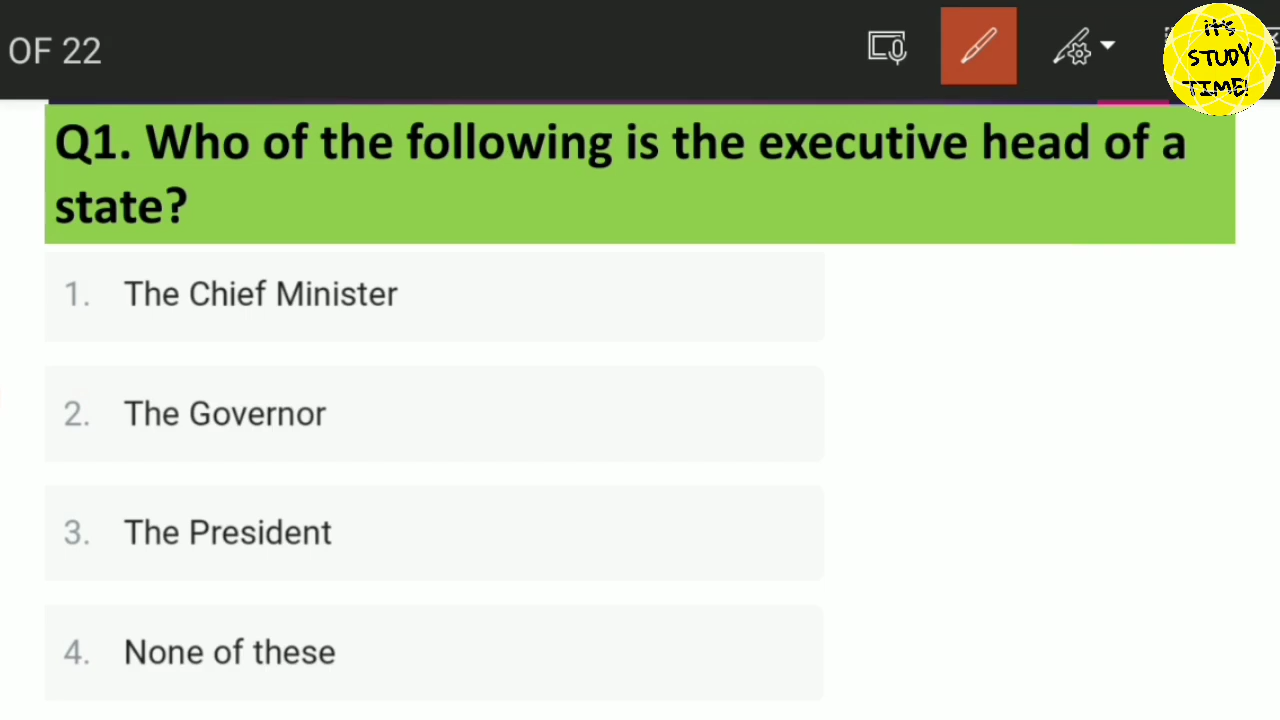 OF 22
IT'S
STUDY
TIME!
Q1. Who of the following is the executive head of a
state?
1. The Chief Minister
2. The Governor
3. The President
4. None of these